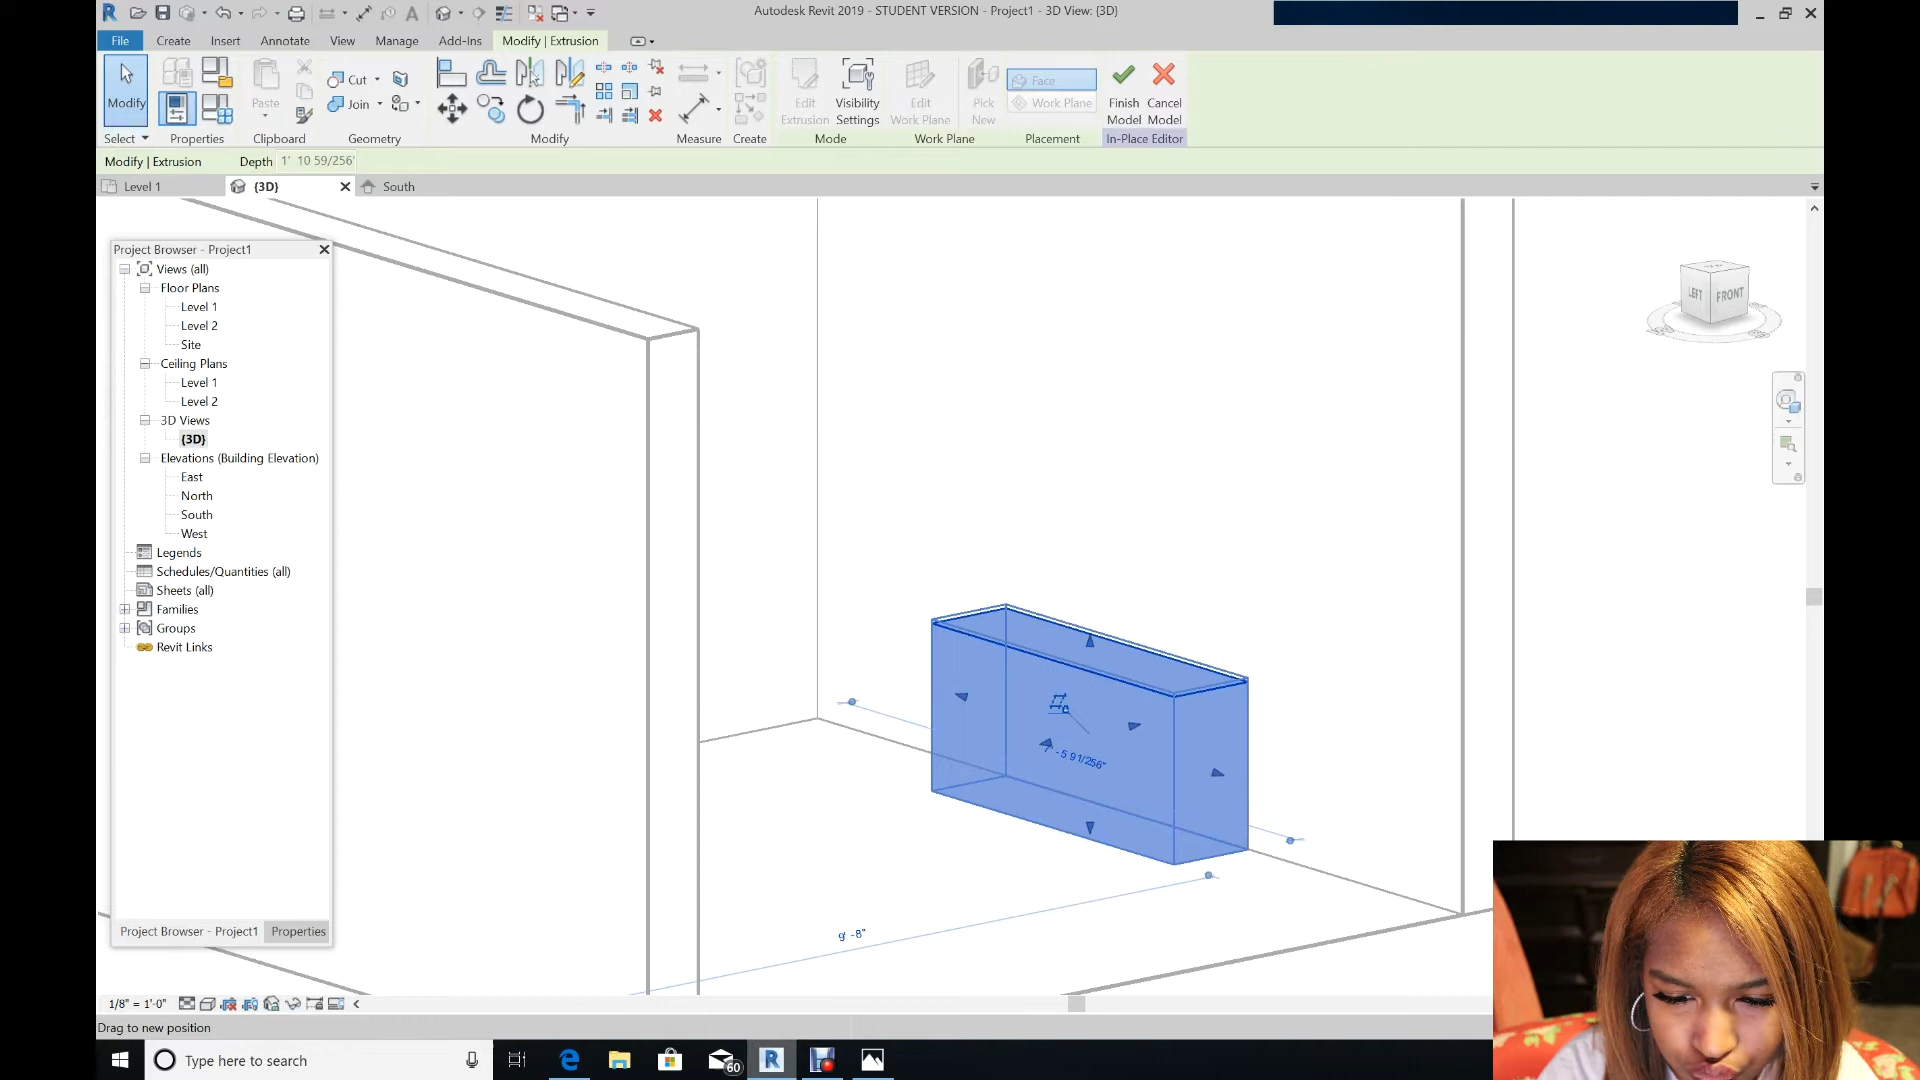 Autodesk Revit 2019 - STUDENT VERSION - Project1 - 3D View: {3D}
File Create Insert Annotate View Manage Add-Ins Modify | Extrusion
Modify
Paste
Cut
Join
Edit Extrusion
Visibility Settings
Edit Work Plane
Pick New
Face
Work Plane
Finish Model
Cancel Model
Select Properties Clipboard Geometry Modify Measure Create Mode Work Plane Placement In-Place Editor
Modify | Extrusion Depth 1' 10 59/256"
Level 1 {3D} South
Project Browser - Project1
Views (all)
Floor Plans
Level 1
Level 2
Site
Ceiling Plans
Level 1
Level 2
3D Views
{3D}
Elevations (Building Elevation)
East
North
South
West
Legends
Schedules/Quantities (all)
Sheets (all)
Families
Groups
Revit Links
Project Browser - Project1 Properties
LEFT FRONT
9' -8"
1/8" = 1'-0"
Drag to new position
Type here to search
60